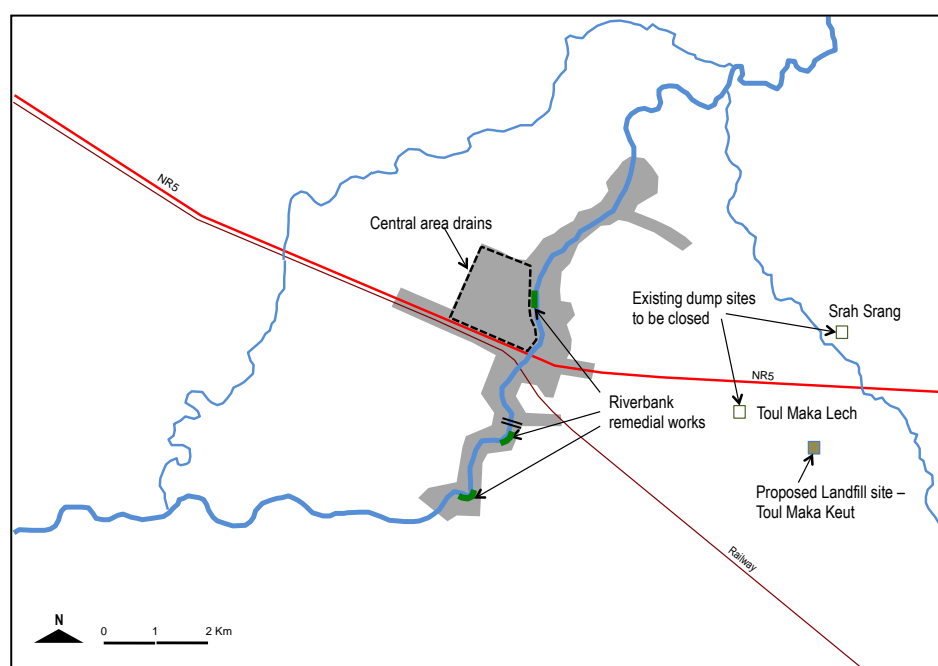 NR5
Central area drains
Existing dump sites
to be closed
Srah Srang
NR5
Riverbank
remedial works
Toul Maka Lech
Proposed Landfill site –
Toul Maka Keut
Railway
N
0 1 2 Km